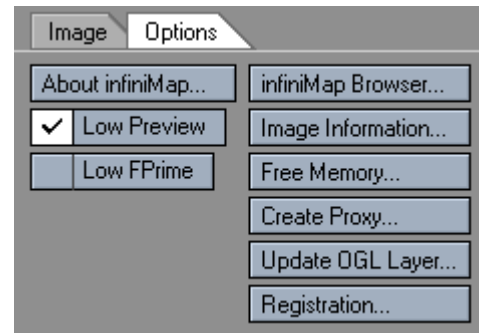 Image Options
About infiniMap... infiniMap Browser...
Low Preview Image Information...
Low FPrime Free Memory...
Create Proxy...
Update OGL Layer...
Registration...